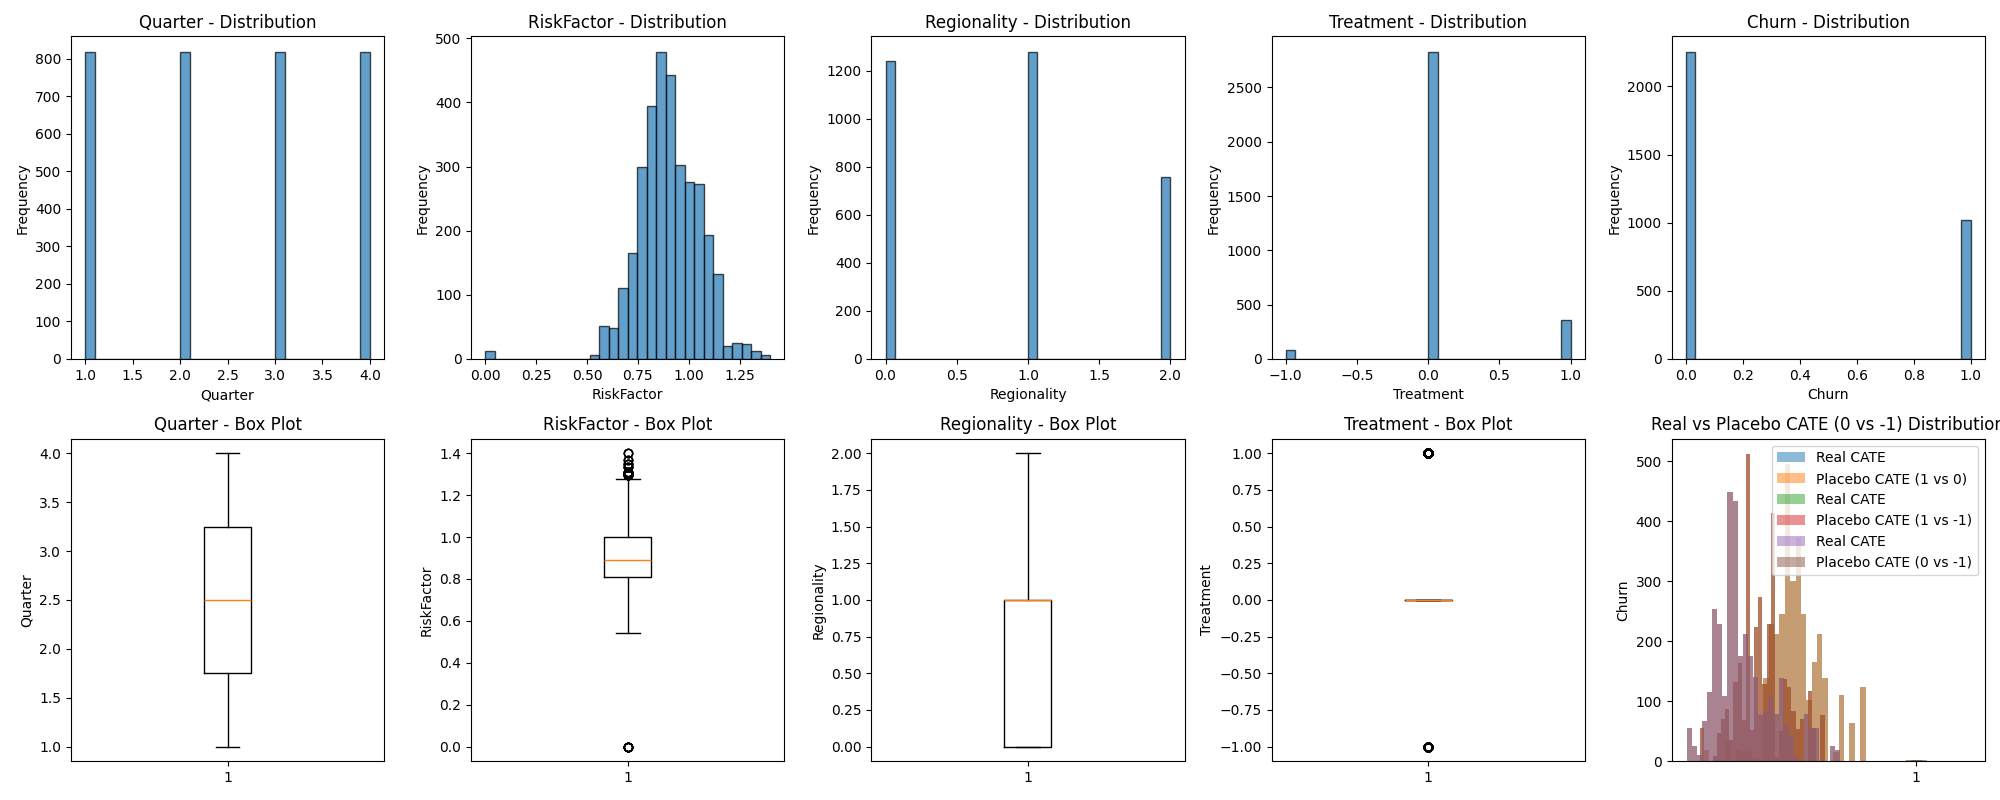 Quarter - Distribution
Frequency
800
700
600
500
400
300
200
100
0
1.0 1.5 2.0 2.5 3.0 3.5 4.0
Quarter
RiskFactor - Distribution
Frequency
500
400
300
200
100
0
0.00 0.25 0.50 0.75 1.00 1.25
RiskFactor
Regionality - Distribution
Frequency
1200
1000
800
600
400
200
0
0.0 0.5 1.0 1.5 2.0
Regionality
Treatment - Distribution
Frequency
2500
2000
1500
1000
500
0
−1.0 −0.5 0.0 0.5 1.0
Treatment
Churn - Distribution
Frequency
2000
1500
1000
500
0
0.0 0.2 0.4 0.6 0.8 1.0
Churn
Quarter - Box Plot
Quarter
4.0
3.5
3.0
2.5
2.0
1.5
1.0
1
RiskFactor - Box Plot
RiskFactor
1.4
1.2
1.0
0.8
0.6
0.4
0.2
0.0
1
Regionality - Box Plot
Regionality
2.00
1.75
1.50
1.25
1.00
0.75
0.50
0.25
0.00
1
Treatment - Box Plot
Treatment
1.00
0.75
0.50
0.25
0.00
−0.25
−0.50
−0.75
−1.00
1
Real vs Placebo CATE (0 vs -1) Distribution
Churn
500
400
300
200
100
0
Real CATE
Placebo CATE (1 vs 0)
Real CATE
Placebo CATE (1 vs -1)
Real CATE
Placebo CATE (0 vs -1)
1